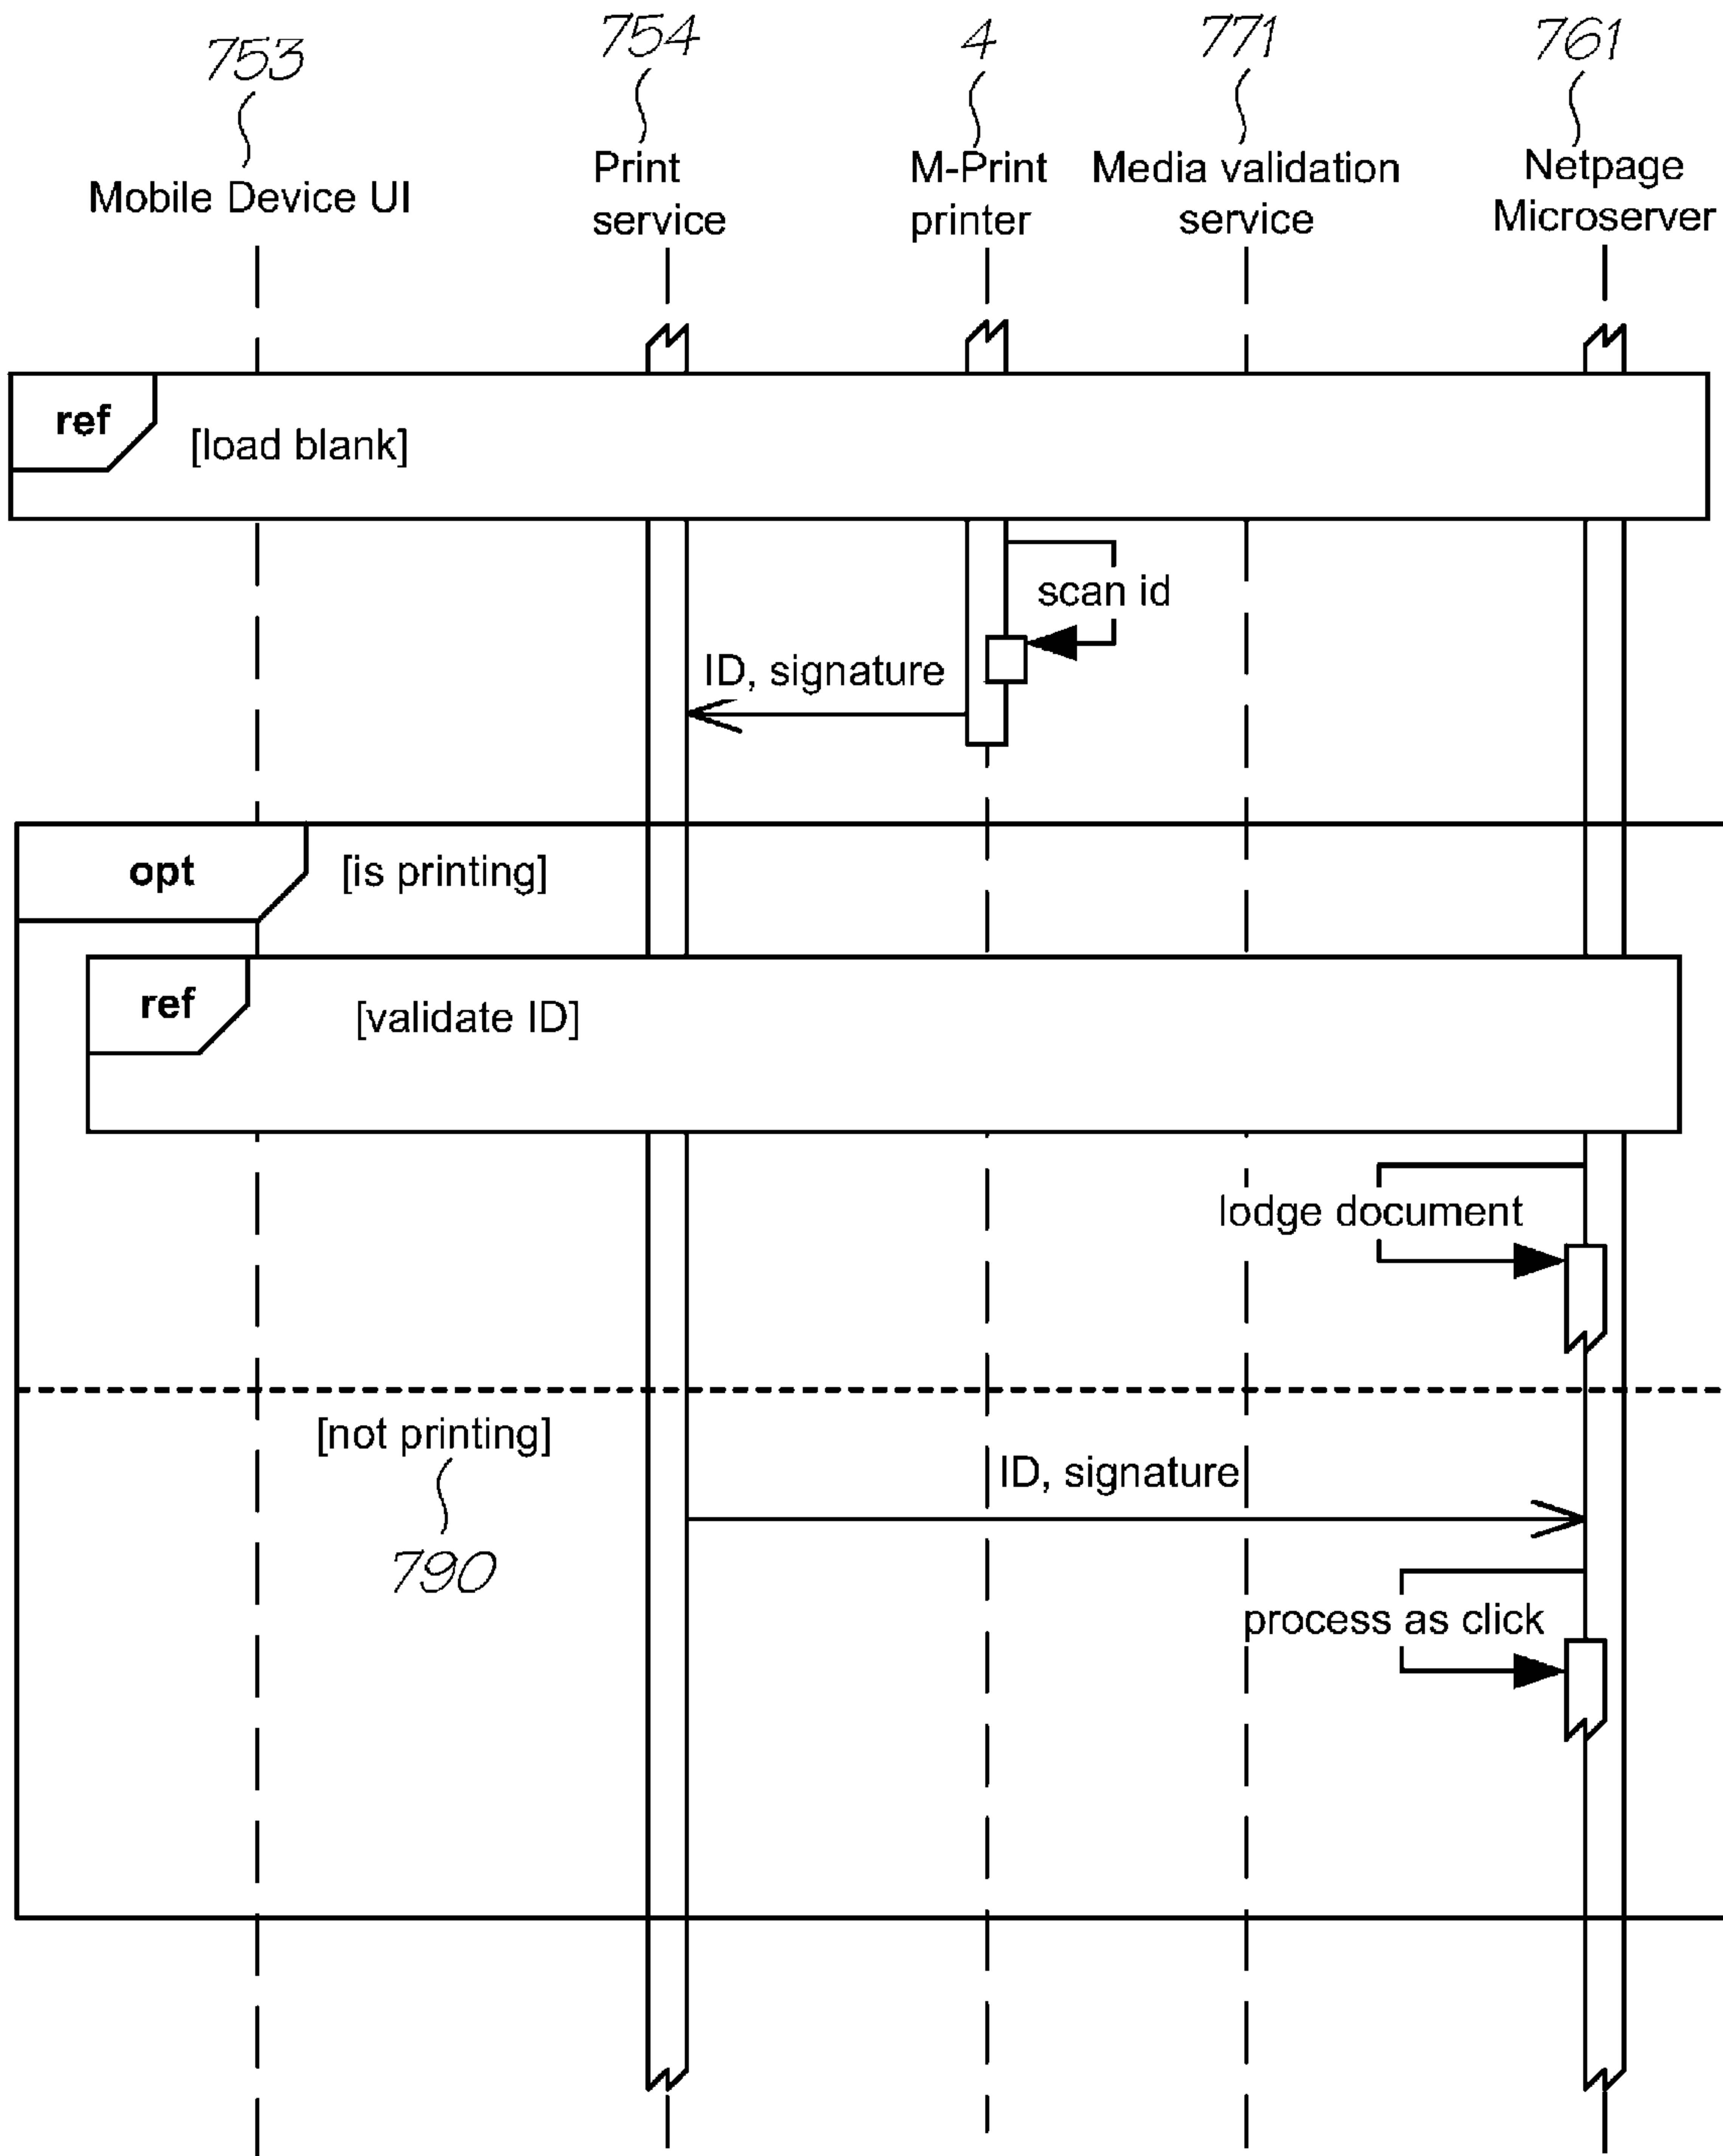 753
754
4
771
761
Mobile Device UI
Print
service
M-Print
printer
Media validation
service
Netpage
Microserver
ref
[load blank]
scan id
ID, signature
opt
[is printing]
ref
[validate ID]
lodge document
[not printing]
ID, signature
790
process as click